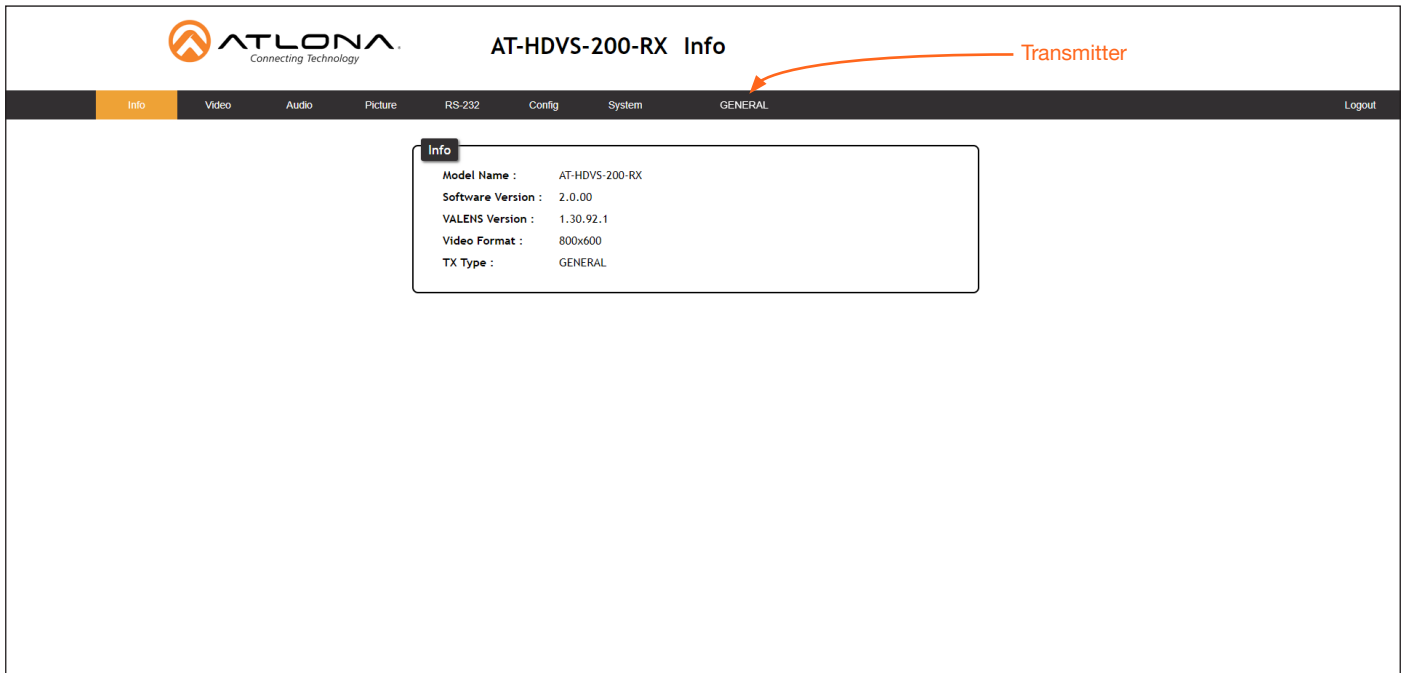 ATLONA.
Connecting Technology
AT-HDVS-200-RX Info
Transmitter
Info Video Audio Picture RS-232 Config System GENERAL Logout
Info
Model Name : AT-HDVS-200-RX
Software Version : 2.0.00
VALENS Version : 1.30.92.1
Video Format : 800x600
TX Type : GENERAL